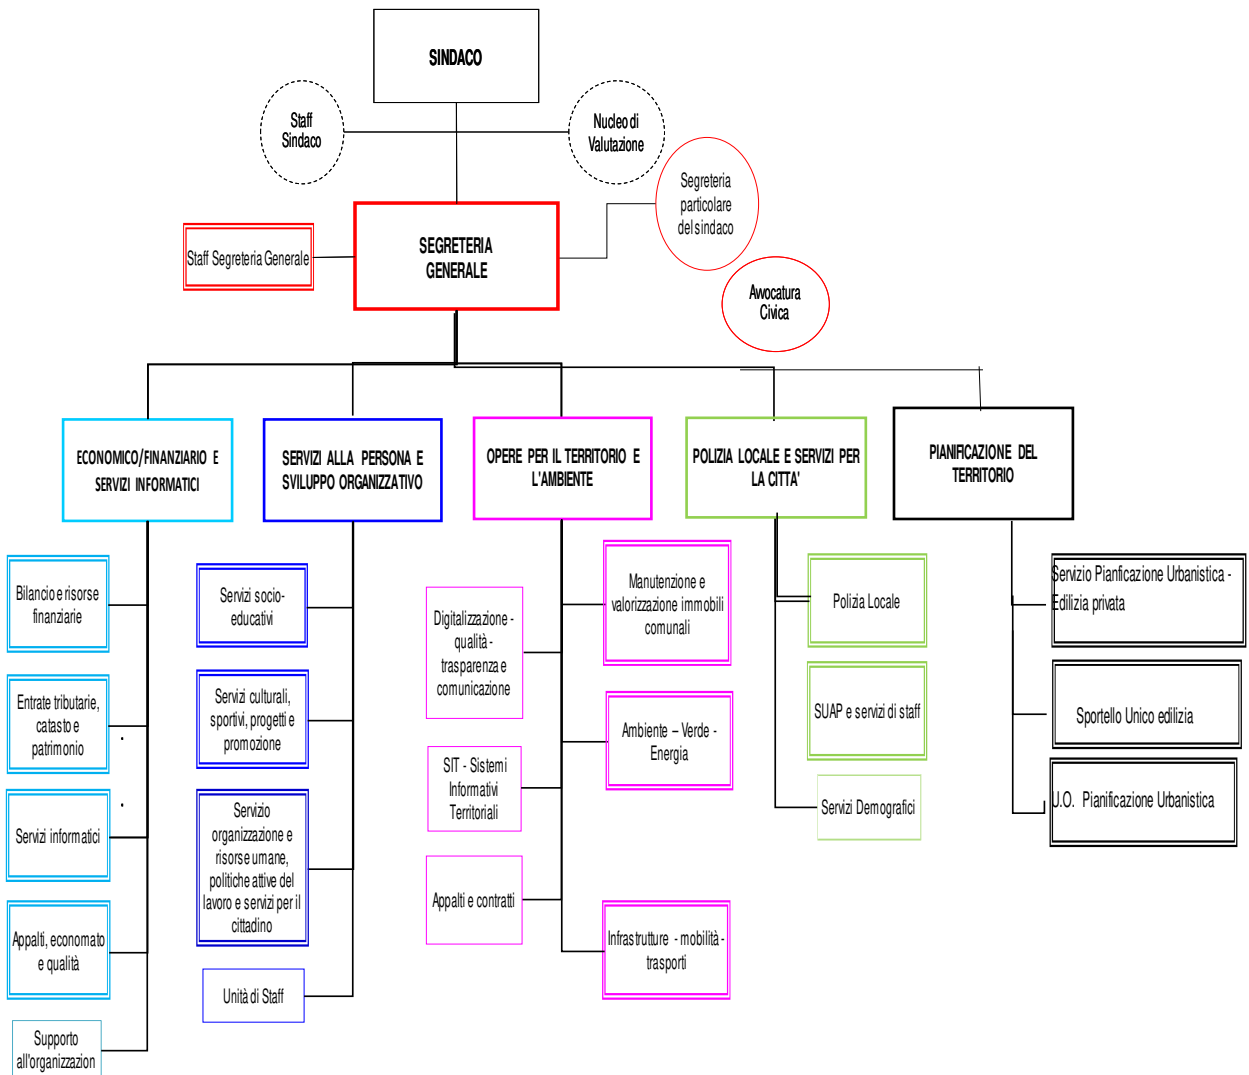 SINDACO
Staff
Sindaco
Nucleo di
Valutazione
Segreteria
particolare
del sindaco
Staff Segreteria Generale
SEGRETERIA
GENERALE
Avvocatura
Civica
ECONOMICO/FINANZIARIO E
SERVIZI INFORMATICI
SERVIZI ALLA PERSONA E
SVILUPPO ORGANIZZATIVO
OPERE PER IL TERRITORIO E
L'AMBIENTE
POLIZIA LOCALE E SERVIZI PER
LA CITTA'
PIANIFICAZIONE DEL
TERRITORIO
Bilancio e risorse
finanziarie
Entrate tributarie,
catasto e
patrimonio
Servizi informatici
Appalti, economato
e qualità
Supporto
all'organizzazion
Servizi socio-
educativi
Servizi culturali,
sportivi, progetti e
promozione
Servizio
organizzazione e
risorse umane,
politiche attive del
lavoro e servizi per il
cittadino
Unità di Staff
Digitalizzazione -
qualità -
trasparenza e
comunicazione
SIT - Sistemi
Informativi
Territoriali
Appalti e contratti
Manutenzione e
valorizzazione immobili
comunali
Ambiente – Verde -
Energia
Infrastrutture - mobilità -
trasporti
Polizia Locale
SUAP e servizi di staff
Servizi Demografici
Servizio Pianficazione Urbanistica -
Edilizia privata
Sportello Unico edilizia
U.O. Pianificazione Urbanistica